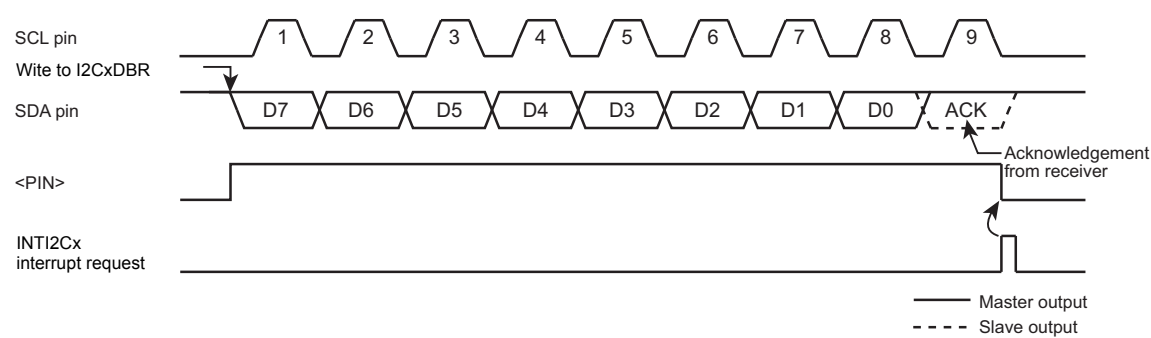 SCL pin 1 2 3 4 5 6 7 8 9
Wite to I2CxDBR
SDA pin D7 D6 D5 D4 D3 D2 D1 D0 ACK
Acknowledgement
from receiver
<PIN>
INTI2Cx
interrupt request
Master output
Slave output